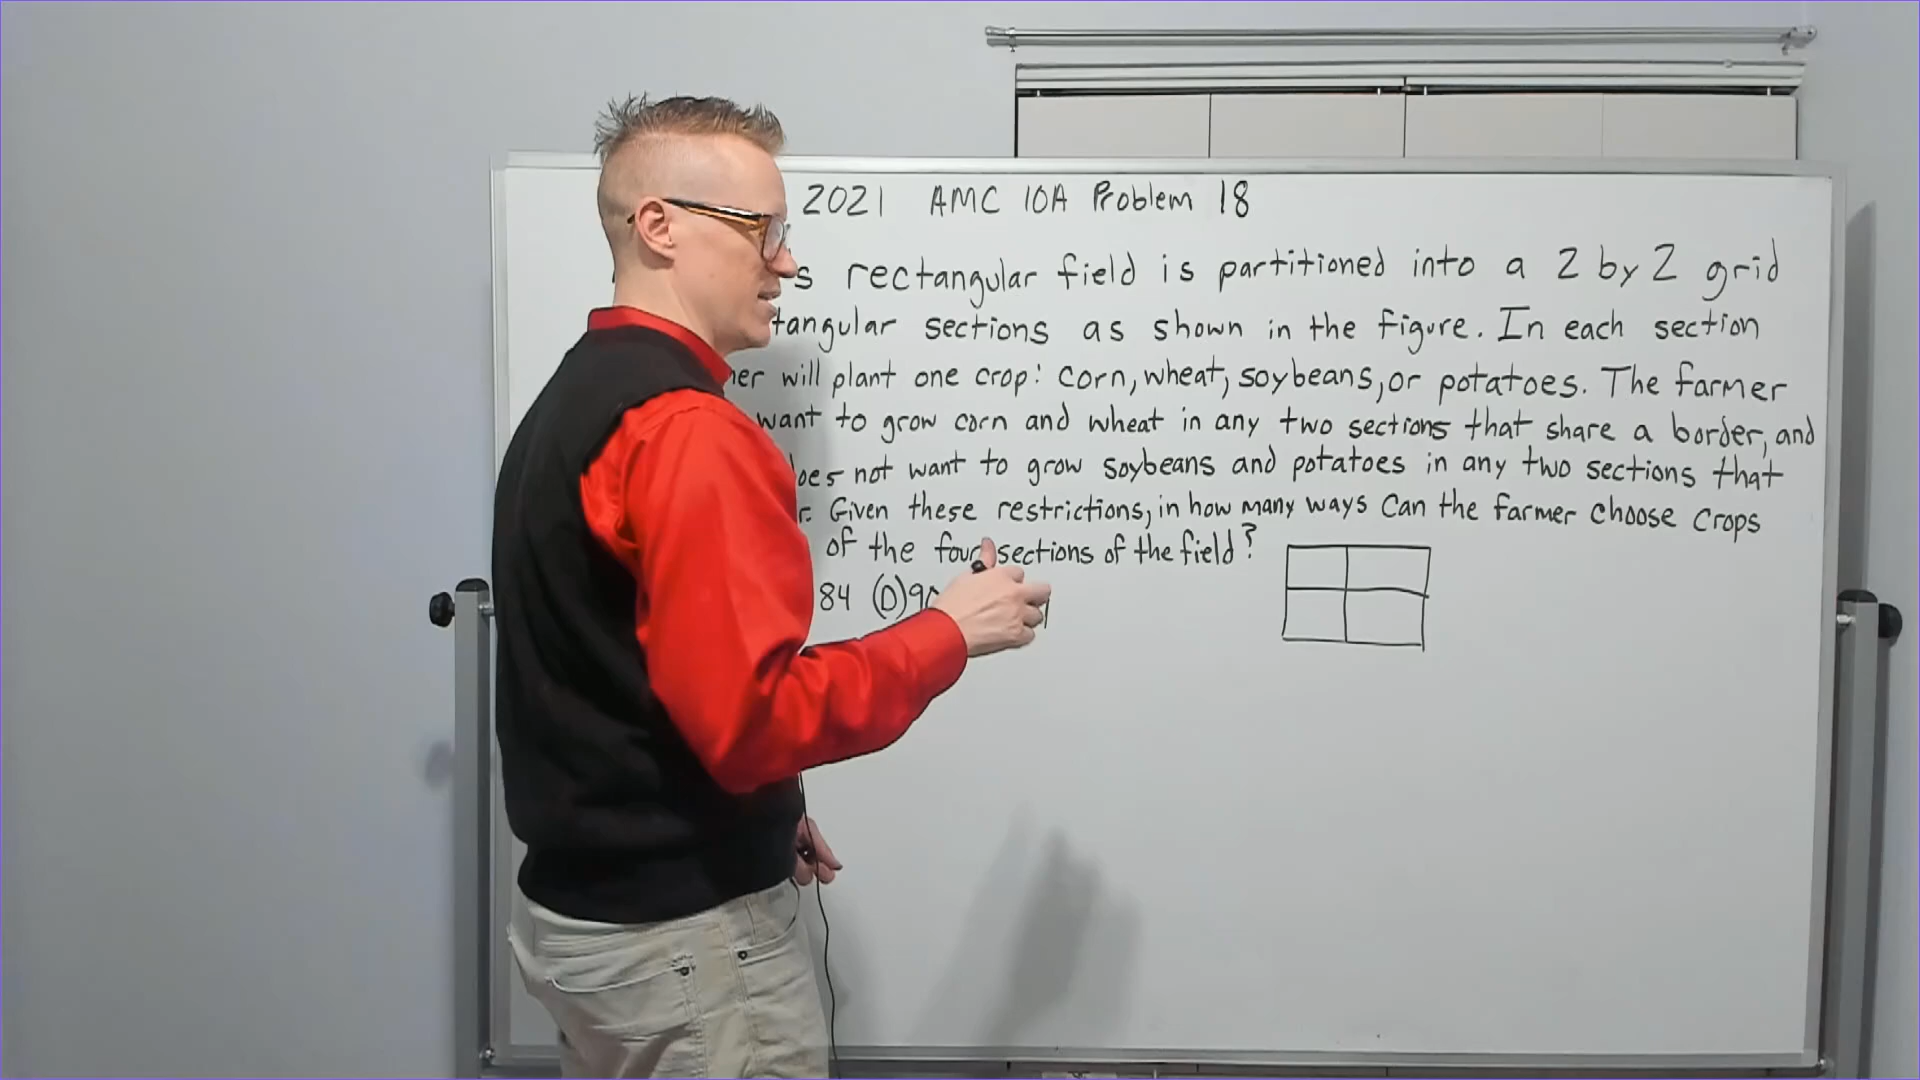 2021 AMC 10A Problem 18
rectangular field is partitioned into a 2 by 2 grid
tangular sections as shown in the figure. In each section
will plant one crop: corn, wheat, soybeans, or potatoes. The farmer
want to grow corn and wheat in any two sections that share a border, and
not want to grow soybeans and potatoes in any two sections that
Given these restrictions, in how many ways can the farmer choose crops
of the four sections of the field?
84 (D)90